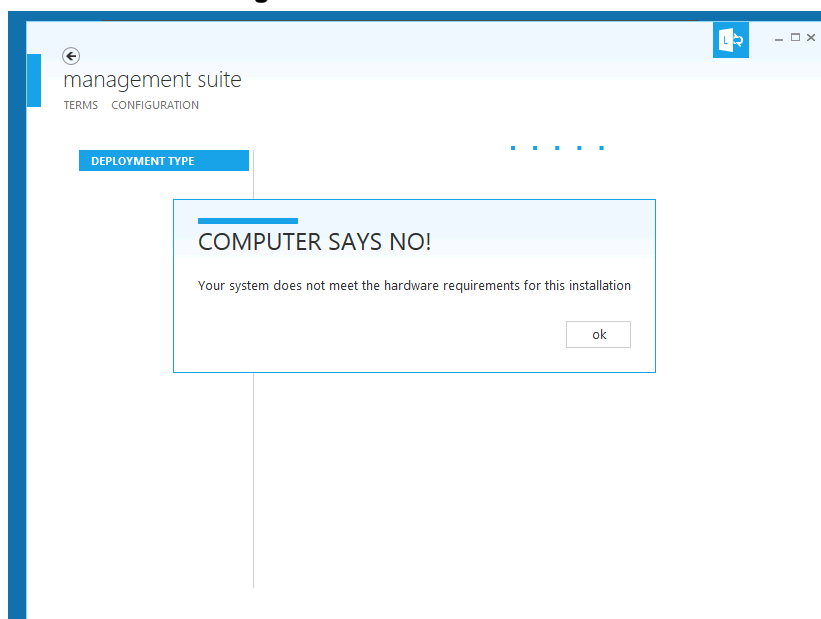 management suite
TERMS CONFIGURATION
DEPLOYMENT TYPE
COMPUTER SAYS NO!
Your system does not meet the hardware requirements for this installation
ok